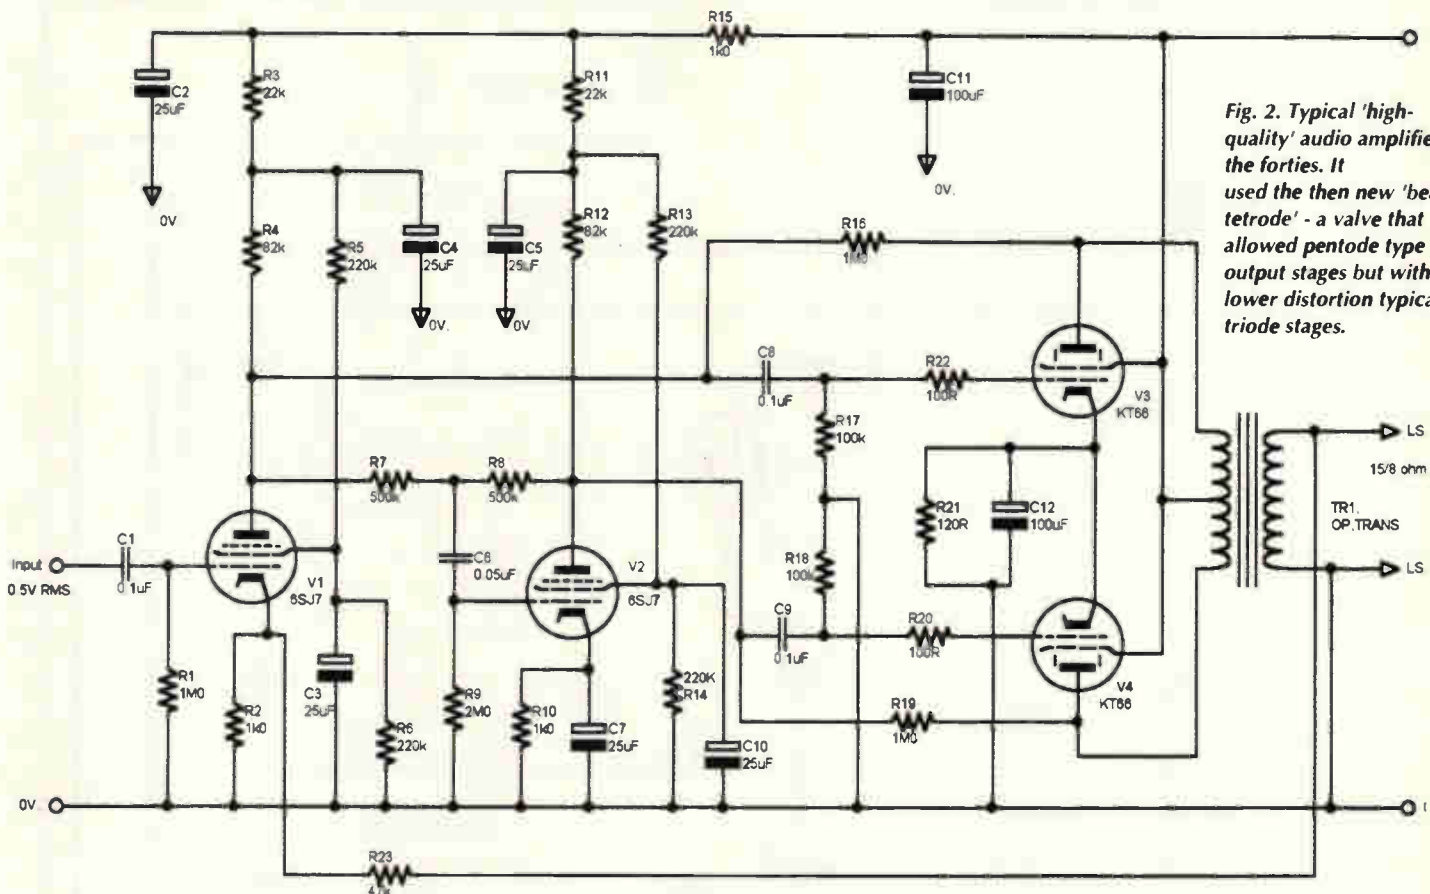 R15
1k0
C2
25uF
0V
R3
22k
R11
22k
C11
100uF
0V.
Fig. 2. Typical 'high-
quality' audio amplifie
the forties. It
used the then new 'be
tetrode' - a valve that
allowed pentode type
output stages but with
lower distortion typica
triode stages.
R4
82k
R5
220k
C4
25uF
0V.
C5
25uF
0V.
R12
82k
R13
220k
R16
1M0
C8
0.1uF
R22
100R
V3
KT66
R17
100k
R7
500k
R8
500k
R21
120R
C12
100uF
LS
15/8 ohm
TR1.
OP.TRANS
LS
Input
0 5V RMS
C1
0.1uF
V1
6SJ7
C6
0.05uF
V2
6SJ7
R18
100k
C9
0.1uF
R20
100R
V4
KT66
R1
1M0
R2
1k0
C3
25uF
R6
220k
R9
2M0
R10
1k0
C7
25uF
220K
R14
C10
25uF
R19
1M0
0V.
R23